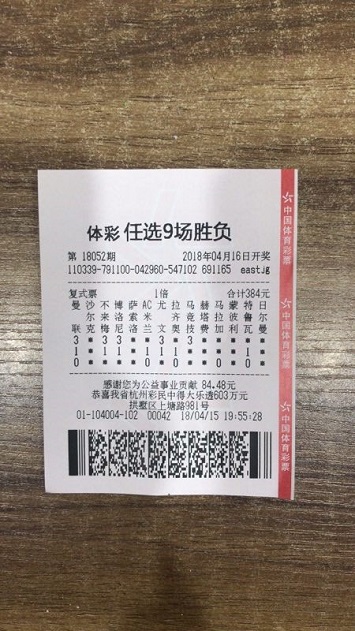 体彩 任选9场胜负
第 18052期 2018年04月16日开奖
110339-791100-042960-547102 691165 eastjg
复式票 1倍 合计384元
曼 沙 不 博 萨 AC 尤 拉 马 赫 马 蒙 特 日
尔 来 洛 索 米 齐 竞 塔 拉 彼 鲁 尔
联 克 梅 尼 洛 兰 文 奥 技 费 加 利 瓦 曼
感谢您为公益事业贡献 84.48元
恭喜我省杭州彩民中得大乐透603万元
拱墅区上塘路981号
01-104004-102 00042 18/04/15 19:55:28
中国体育彩票
中国体育彩票
中国体育彩票